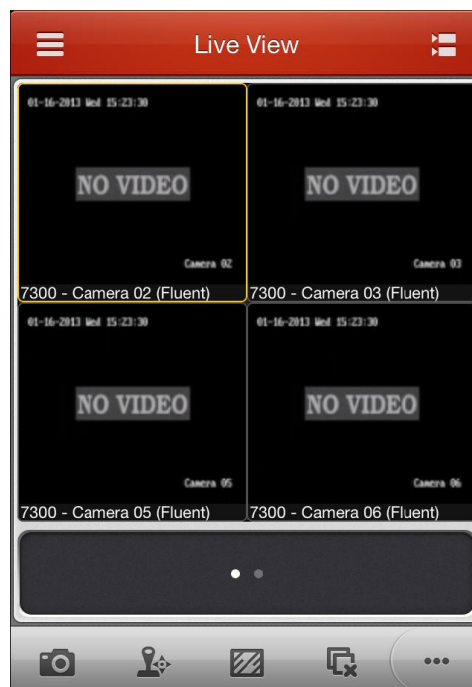 Live View
01-16-2013 Wed 15:23:30
01-16-2013 Wed 15:23:30
NO VIDEO
NO VIDEO
Camera 02
Camera 03
7300 - Camera 02 (Fluent)
7300 - Camera 03 (Fluent)
01-16-2013 Wed 15:23:30
01-16-2013 Wed 15:23:30
NO VIDEO
NO VIDEO
Camera 05
Camera 06
7300 - Camera 05 (Fluent)
7300 - Camera 06 (Fluent)